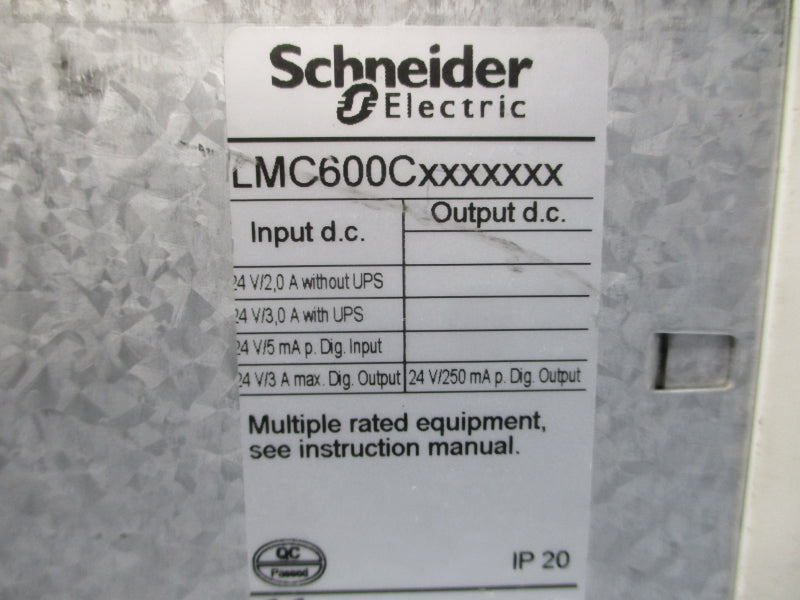 Schneider
Electric
LMC600Cxxxxxxx
Input d.c.
Output d.c.
24 V/2,0 A without UPS
24 V/3,0 A with UPS
24 V/5 mA p. Dig. Input
24 V/3 A max. Dig. Output
24 V/250 mA p. Dig. Output
Multiple rated equipment,
see instruction manual.
QC
Passed
IP 20